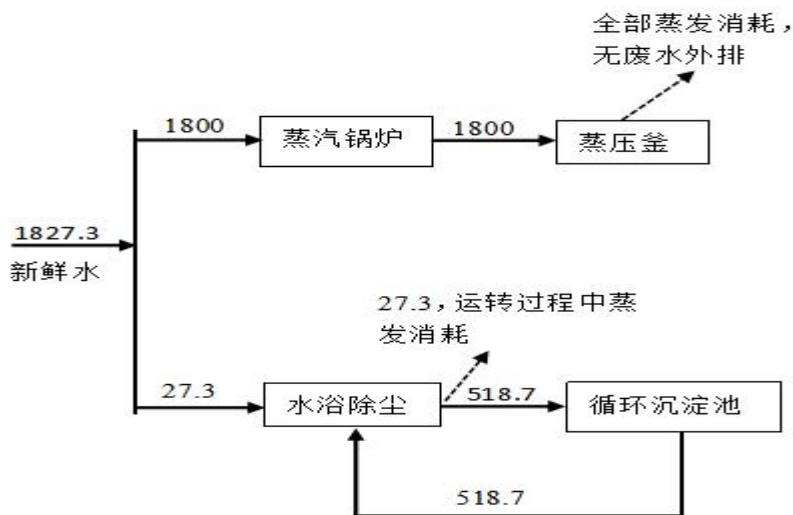 全部蒸发消耗，
无废水外排
1800
蒸汽锅炉
1800
蒸压釜
1827.3
新鲜水
27.3，运转过程中蒸
发消耗
27.3
水浴除尘
518.7
循环沉淀池
518.7